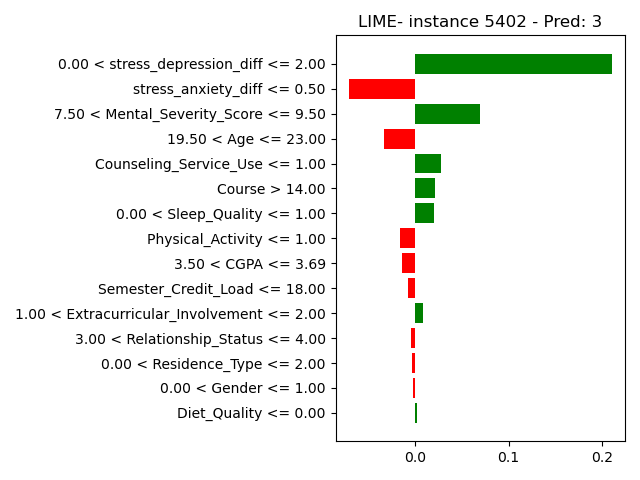 LIME- instance 5402 - Pred: 3
0.00 < stress_depression_diff <= 2.00
stress_anxiety_diff <= 0.50
7.50 < Mental_Severity_Score <= 9.50
19.50 < Age <= 23.00
Counseling_Service_Use <= 1.00
Course > 14.00
0.00 < Sleep_Quality <= 1.00
Physical_Activity <= 1.00
3.50 < CGPA <= 3.69
Semester_Credit_Load <= 18.00
1.00 < Extracurricular_Involvement <= 2.00
3.00 < Relationship_Status <= 4.00
0.00 < Residence_Type <= 2.00
0.00 < Gender <= 1.00
Diet_Quality <= 0.00
0.0 0.1 0.2